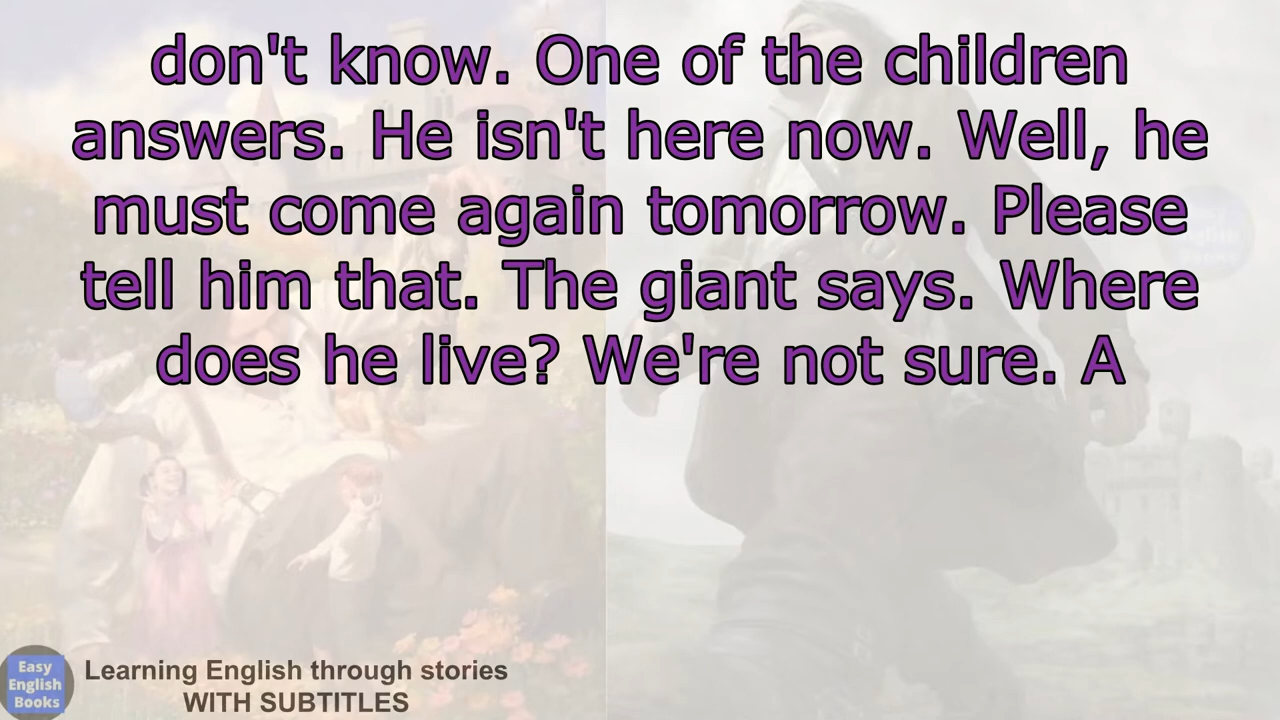 don't know. One of the children
answers. He isn't here now. Well, he
must come again tomorrow. Please
tell him that. The giant says. Where
does he live? We're not sure. A
Easy
English
Books
Learning English through stories
WITH SUBTITLES